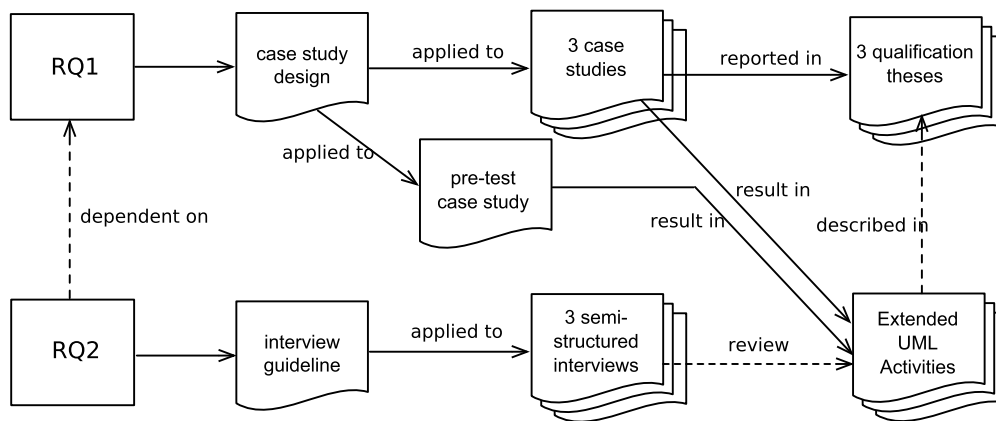 RQ1
case study
design
applied to
3 case
studies
reported in
3 qualification
theses
applied to
pre-test
case study
result in
result in
dependent on
described in
RQ2
interview
guideline
applied to
3 semi-
structured
interviews
review
Extended
UML
Activities